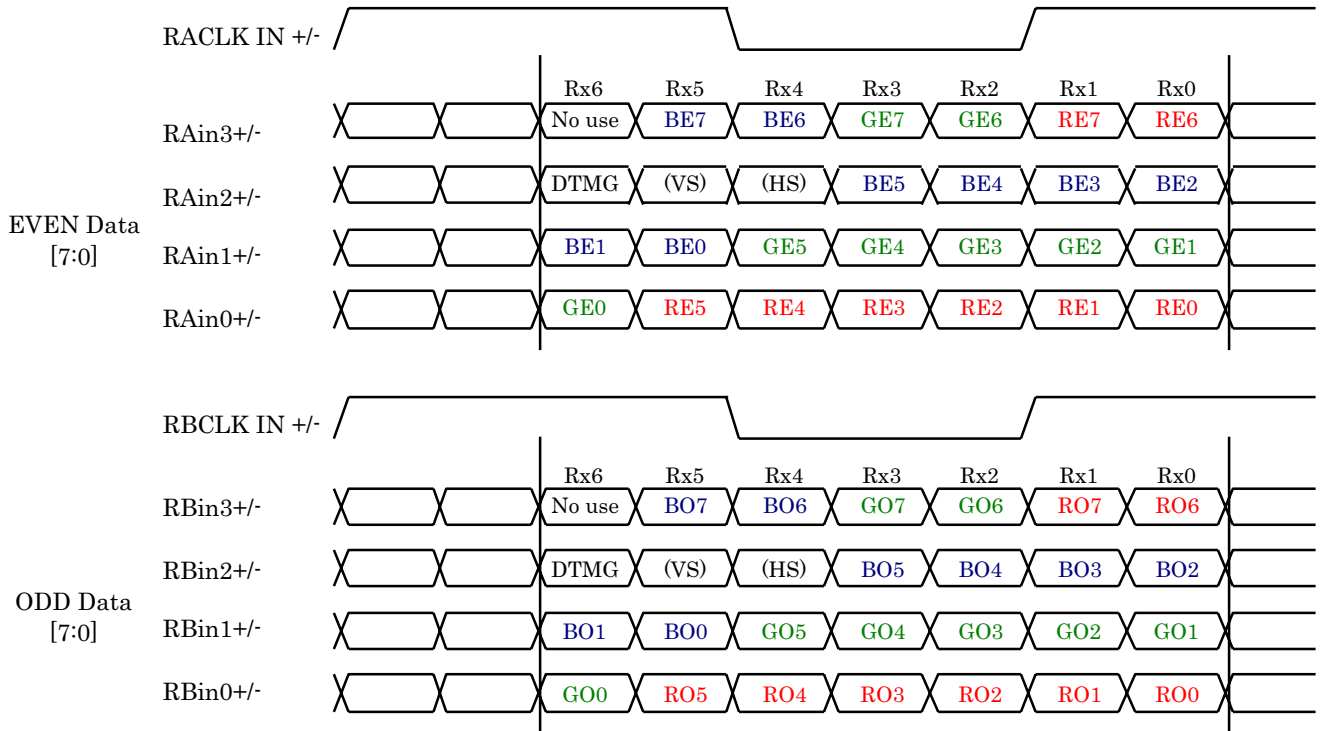 RACLK IN +/-
Rx6 Rx5 Rx4 Rx3 Rx2 Rx1 Rx0
RAin3+/- No use BE7 BE6 GE7 GE6 RE7 RE6
RAin2+/- DTMG (VS) (HS) BE5 BE4 BE3 BE2
EVEN Data
[7:0]
RAin1+/- BE1 BE0 GE5 GE4 GE3 GE2 GE1
RAin0+/- GE0 RE5 RE4 RE3 RE2 RE1 RE0
RBCLK IN +/-
Rx6 Rx5 Rx4 Rx3 Rx2 Rx1 Rx0
RBin3+/- No use BO7 BO6 GO7 GO6 RO7 RO6
RBin2+/- DTMG (VS) (HS) BO5 BO4 BO3 BO2
ODD Data
[7:0]
RBin1+/- BO1 BO0 GO5 GO4 GO3 GO2 GO1
RBin0+/- GO0 RO5 RO4 RO3 RO2 RO1 RO0